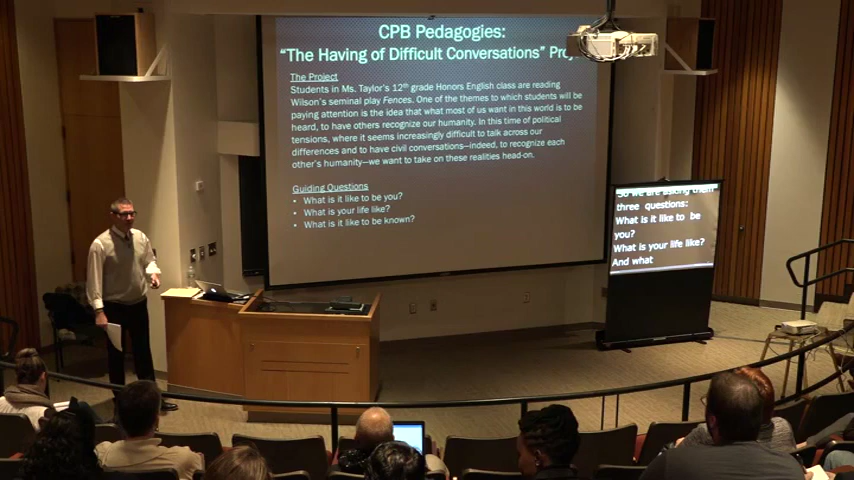 CPB Pedagogies:
"The Having of Difficult Conversations"
The Project
Students in Ms. Taylor's 12th grade Honors English class are reading
Wilson's seminal play Fences. One of the themes to which students will be
paying attention is the idea that what most of us want in this world is to be
heard, to have others recognize our humanity. In this time of political
tensions, where it seems increasingly difficult to talk across our
differences and to have civil conversations—indeed, to recognize each
other's humanity—we want to take on these realities head-on.
Guiding Questions
• What is it like to be you?
• What is your life like?
• What is it like to be known?
So we are asking them
three questions:
What is it like to be
you?
What is your life like?
And what